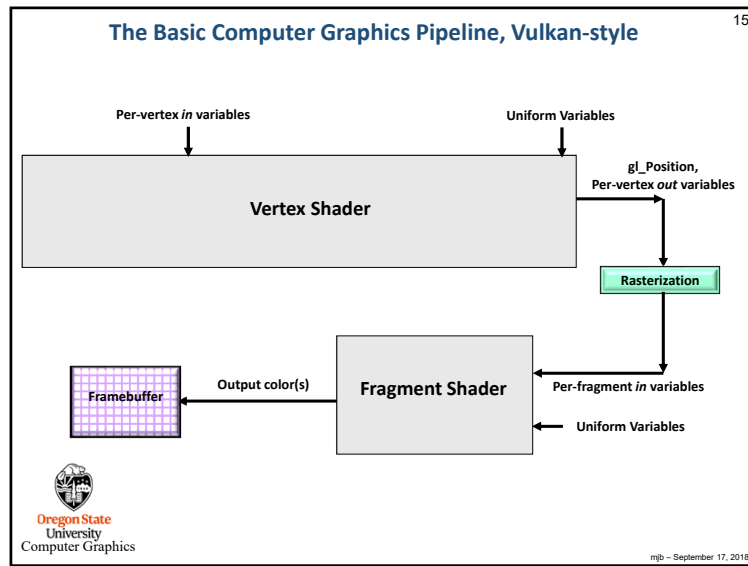 15
The Basic Computer Graphics Pipeline, Vulkan-style
Per-vertex in variables
Uniform Variables
Vertex Shader
gl_Position,
Per-vertex out variables
Rasterization
Fragment Shader
Per-fragment in variables
Uniform Variables
Output color(s)
Framebuffer
Oregon State
University
Computer Graphics
mjb – September 17, 2018